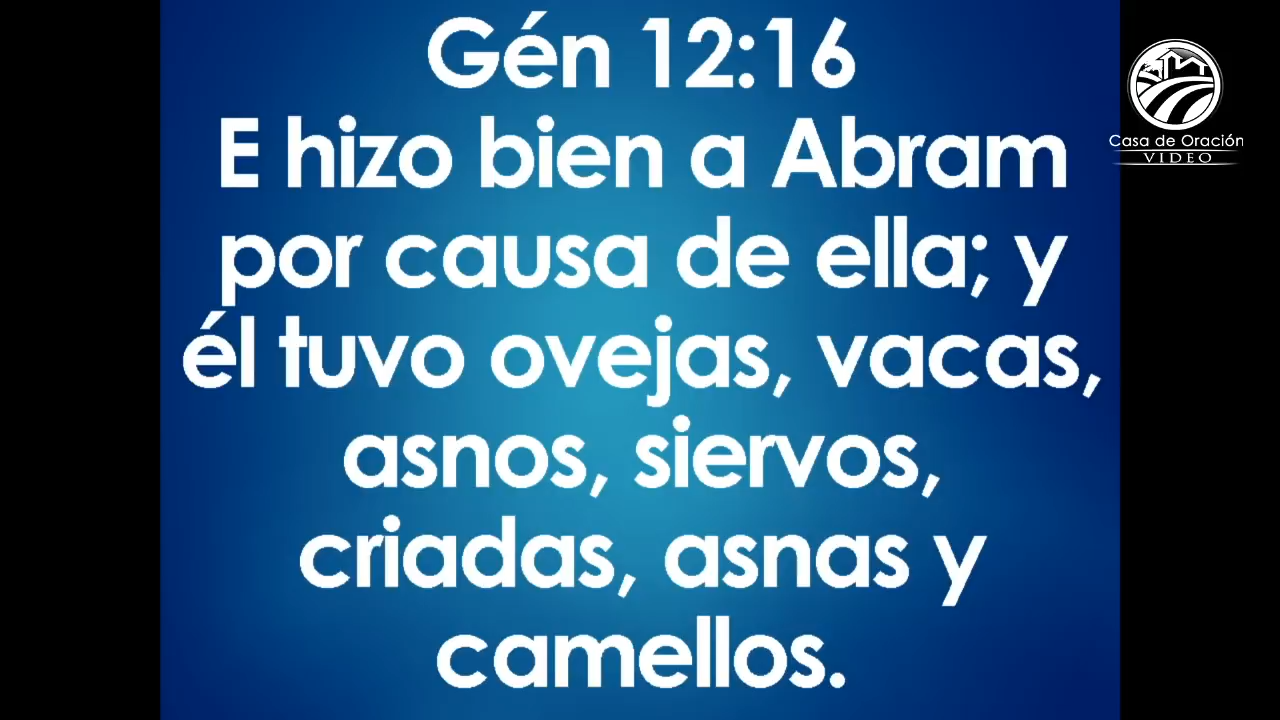 Gén 12:16
E hizo bien a Abram
por causa de ella; y
él tuvo ovejas, vacas,
asnos, siervos,
criadas, asnas y
camellos.
Casa de Oración
VIDEO